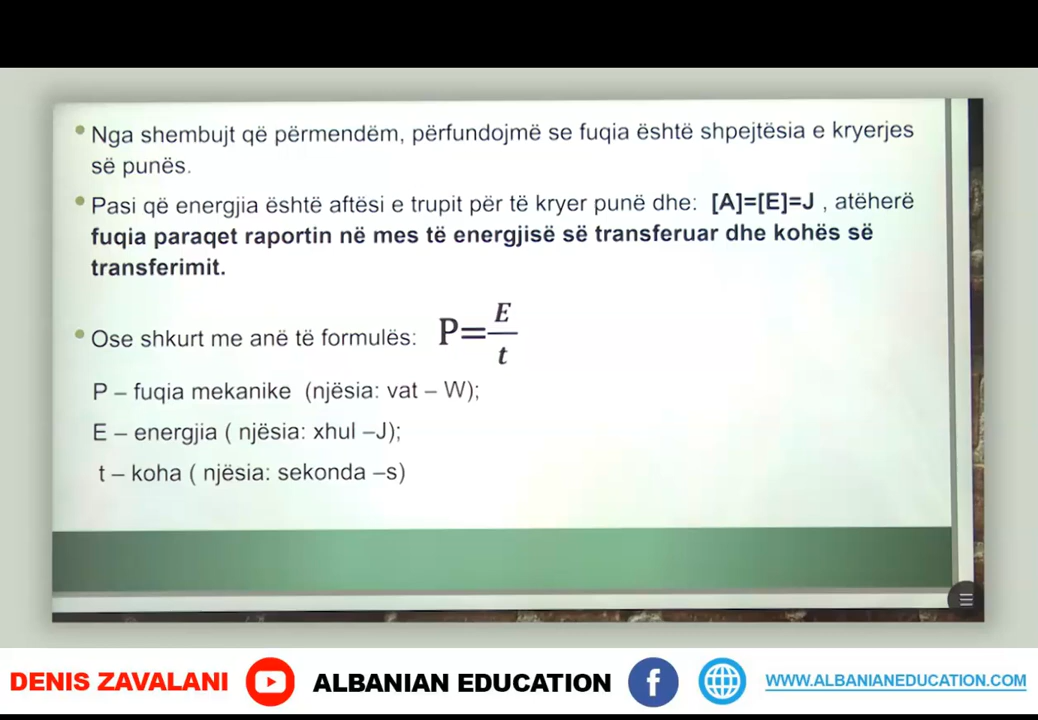 Nga shembujt që përmendëm, përfundojmë se fuqia është shpejtësia e kryerjes
së punës.
Pasi që energjia është aftësi e trupit për të kryer punë dhe: [A]=[E]=J , atëherë
fuqia paraqet raportin në mes të energjisë së transferuar dhe kohës së
transferimit.
Ose shkurt me anë të formulës: P=E/t
P – fuqia mekanike (njësia: vat – W);
E – energjia ( njësia: xhul –J);
t – koha ( njësia: sekonda –s)
DENIS ZAVALANI ALBANIAN EDUCATION f WWW.ALBANIANEDUCATION.COM